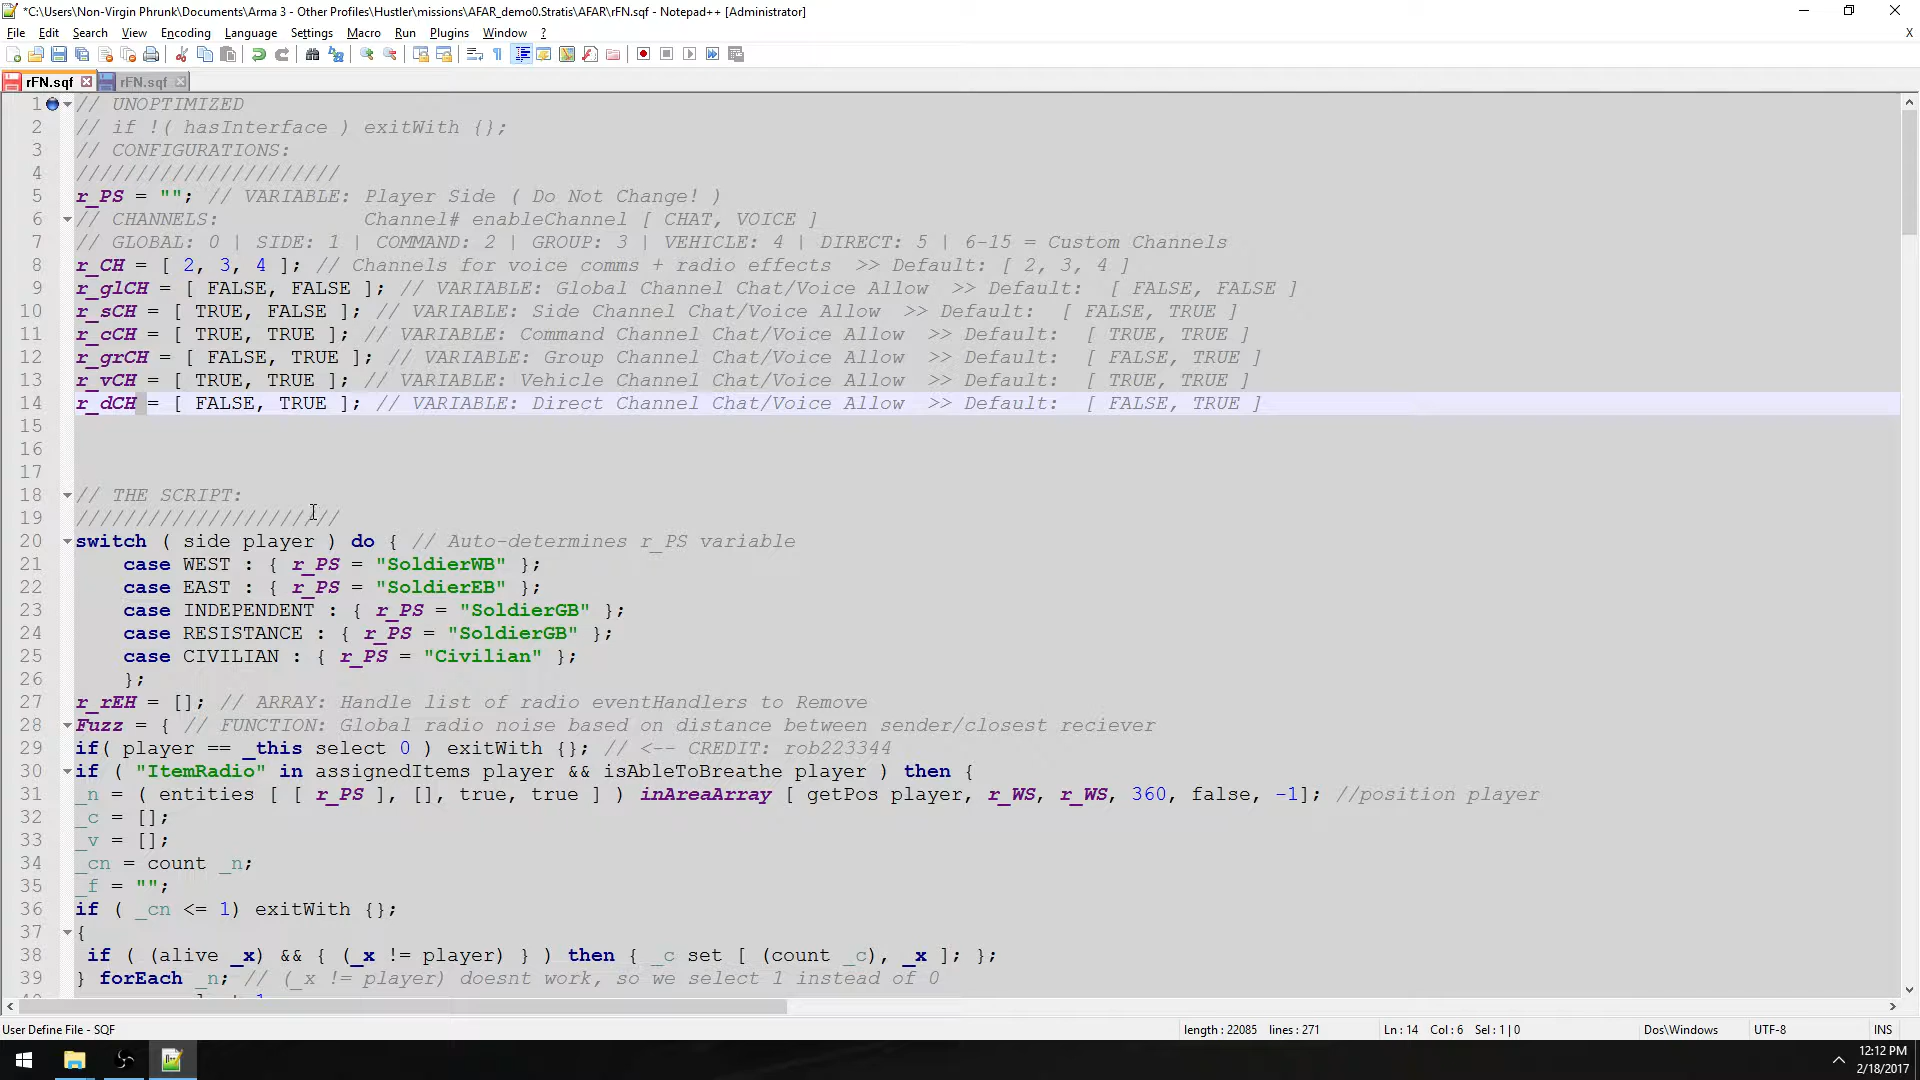 *C:\Users\Non-Virgin Phrunk\Documents\Arma 3 - Other Profiles\Hustler\missions\AFAR_demo0.Stratis\AFAR\rFN.sqf - Notepad++ [Administrator]
File Edit Search View Encoding Language Settings Macro Run Plugins Window ? X
rFN.sqf rFN.sqf
1 // UNOPTIMIZED
2 // if !( hasInterface ) exitWith {};
3 // CONFIGURATIONS:
4 //////////////////////
5 r_PS = ""; // VARIABLE: Player Side ( Do Not Change! )
6 // CHANNELS: Channel# enableChannel [ CHAT, VOICE ]
7 // GLOBAL: 0 | SIDE: 1 | COMMAND: 2 | GROUP: 3 | VEHICLE: 4 | DIRECT: 5 | 6-15 = Custom Channels
8 r_CH = [ 2, 3, 4 ]; // Channels for voice comms + radio effects >> Default: [ 2, 3, 4 ]
9 r_glCH = [ FALSE, FALSE ]; // VARIABLE: Global Channel Chat/Voice Allow >> Default: [ FALSE, FALSE ]
10 r_sCH = [ TRUE, FALSE ]; // VARIABLE: Side Channel Chat/Voice Allow >> Default: [ FALSE, TRUE ]
11 r_cCH = [ TRUE, TRUE ]; // VARIABLE: Command Channel Chat/Voice Allow >> Default: [ TRUE, TRUE ]
12 r_grCH = [ FALSE, TRUE ]; // VARIABLE: Group Channel Chat/Voice Allow >> Default: [ FALSE, TRUE ]
13 r_vCH = [ TRUE, TRUE ]; // VARIABLE: Vehicle Channel Chat/Voice Allow >> Default: [ TRUE, TRUE ]
14 r_dCH = [ FALSE, TRUE ]; // VARIABLE: Direct Channel Chat/Voice Allow >> Default: [ FALSE, TRUE ]
15
16
17
18 // THE SCRIPT:
19 //////////////////////
20 switch ( side player ) do { // Auto-determines r_PS variable
21 case WEST : { r_PS = "SoldierWB" };
22 case EAST : { r_PS = "SoldierEB" };
23 case INDEPENDENT : { r_PS = "SoldierGB" };
24 case RESISTANCE : { r_PS = "SoldierGB" };
25 case CIVILIAN : { r_PS = "Civilian" };
26 };
27 r_rEH = []; // ARRAY: Handle list of radio eventHandlers to Remove
28 Fuzz = { // FUNCTION: Global radio noise based on distance between sender/closest reciever
29 if( player == _this select 0 ) exitWith {}; // <-- CREDIT: rob223344
30 if ( "ItemRadio" in assignedItems player && isAbleToBreathe player ) then {
31 _n = ( entities [ [ r_PS ], [], true, true ] ) inAreaArray [ getPos player, r_WS, r_WS, 360, false, -1]; //position player
32 _c = [];
33 _v = [];
34 _cn = count _n;
35 _f = "";
36 if ( _cn <= 1) exitWith {};
37 {
38 if ( (alive _x) && { (_x != player) } ) then { _c set [ (count _c), _x ]; };
39 } forEach _n; // (_x != player) doesnt work, so we select 1 instead of 0
User Define File - SQF length : 22085 lines : 271 Ln : 14 Col : 6 Sel : 1 | 0 Dos\Windows UTF-8 INS
12:12 PM
2/18/2017